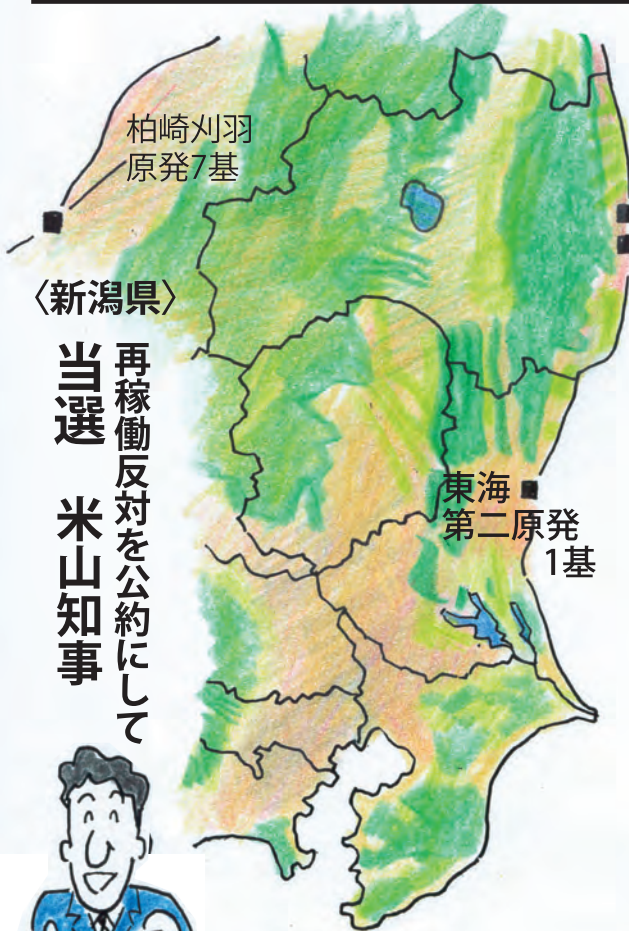 柏崎刈羽
原発7基
〈新潟県〉
再稼働反対を公約にして
当選 米山知事
東海
第二原発
1基